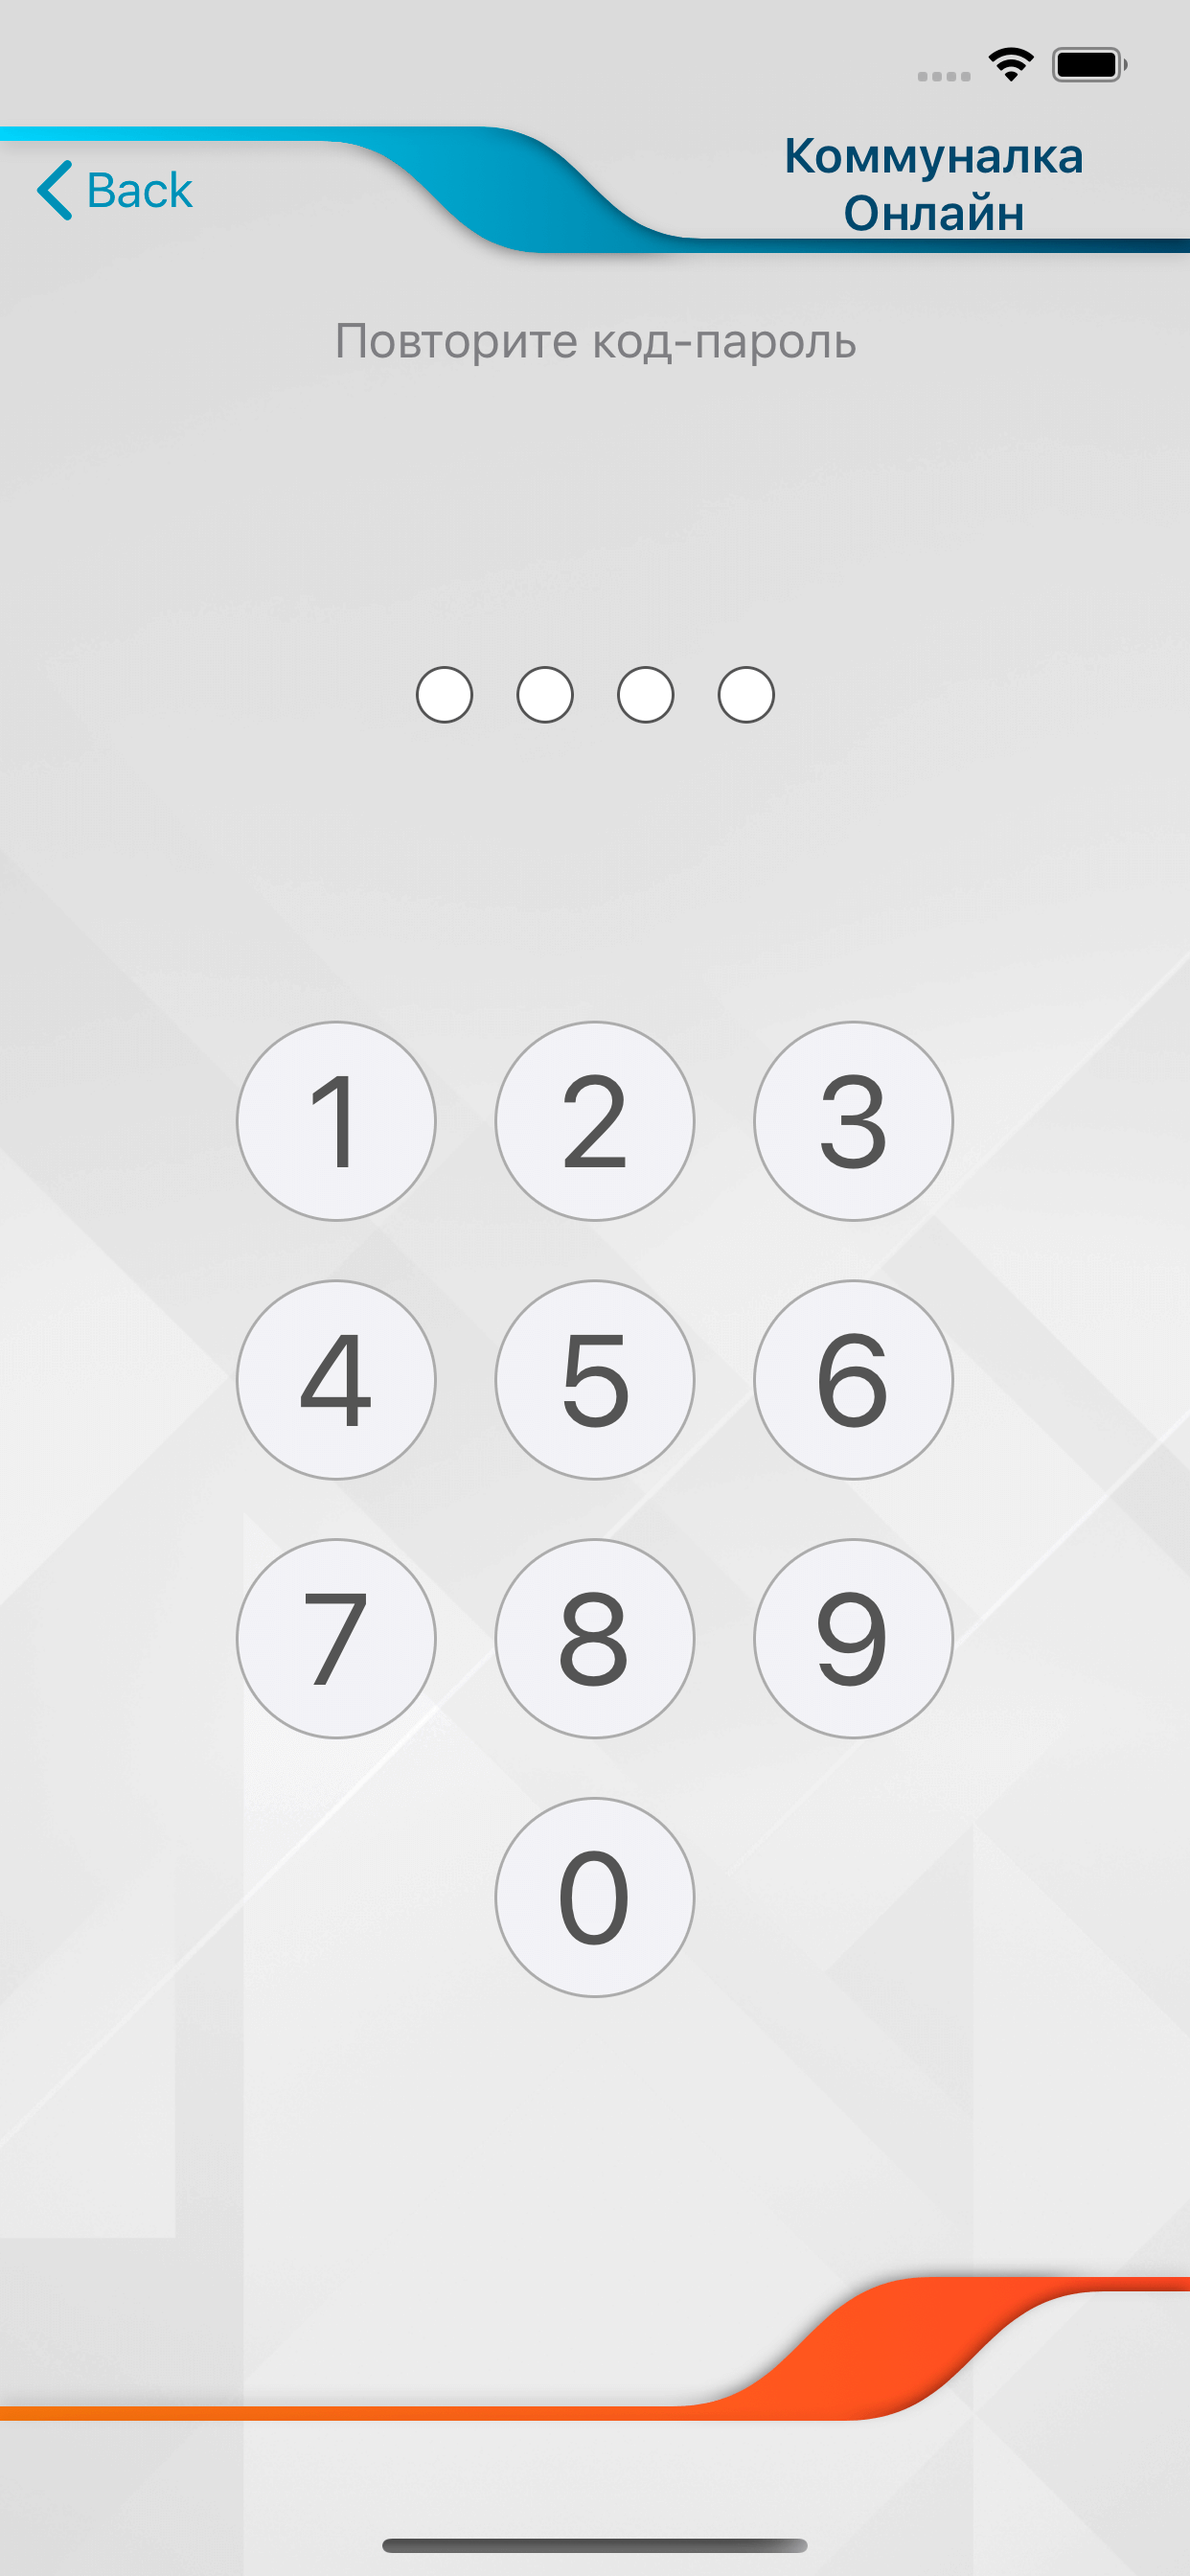 Коммуналка
Онлайн
Back
Повторите код-пароль
1 2 3
4 5 6
7 8 9
0